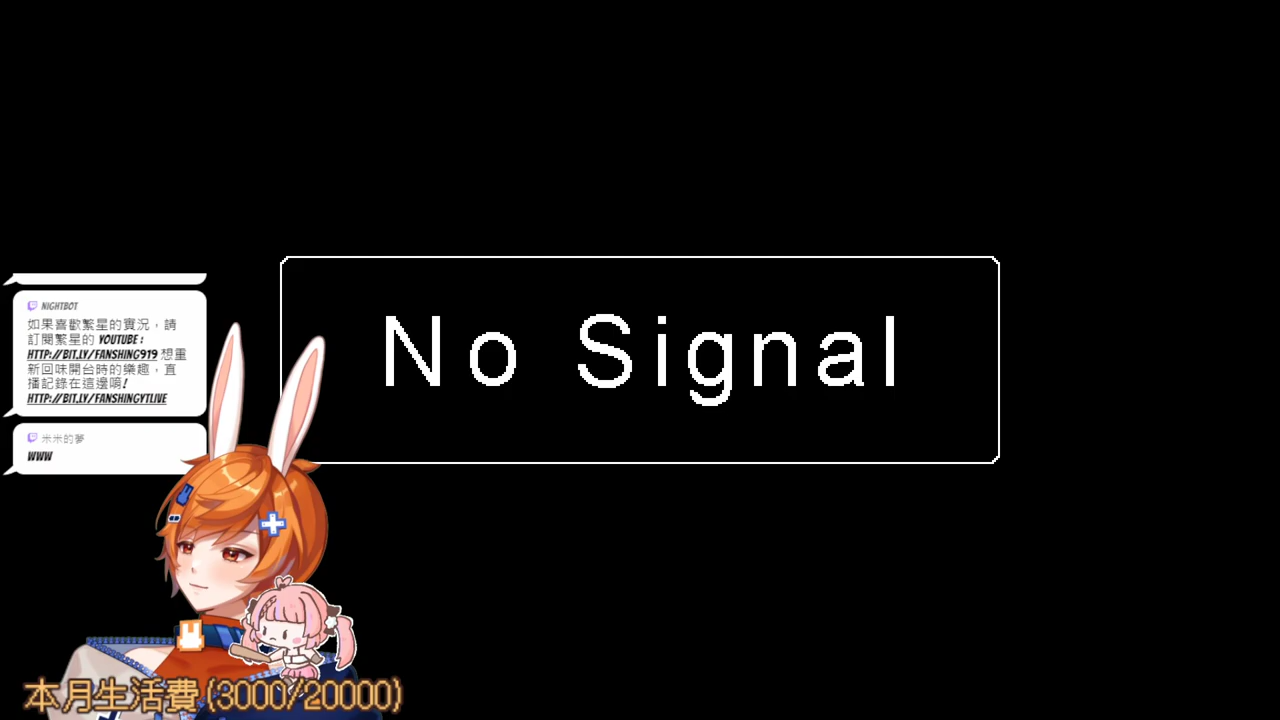 No Signal
NIGHTBOT
如果喜歡繁星的實況，請
訂閱繁星的 YOUTUBE :
HTTP://BIT.LY/FANSHING919 想重
新回味開台時的樂趣，直
播記錄在這邊唷!
HTTP://BIT.LY/FANSHINGYTLIVE
米米的夢
WWW
本月生活費(3000/20000)